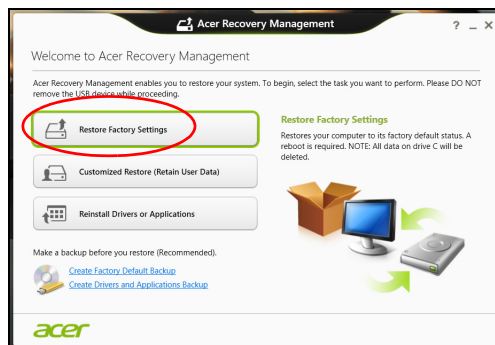 Acer Recovery Management
? _ X
Welcome to Acer Recovery Management
Acer Recovery Management enables you to restore your system. To begin, select the task you want to perform. Please DO NOT
remove the USB device while proceeding.
Restore Factory Settings
Customized Restore (Retain User Data)
Reinstall Drivers or Applications
Restore Factory Settings
Restores your computer to its factory default status. A
reboot is required. NOTE: All data on drive C will be
deleted.
Make a backup before you restore (Recommended).
Create Factory Default Backup
Create Drivers and Applications Backup
acer